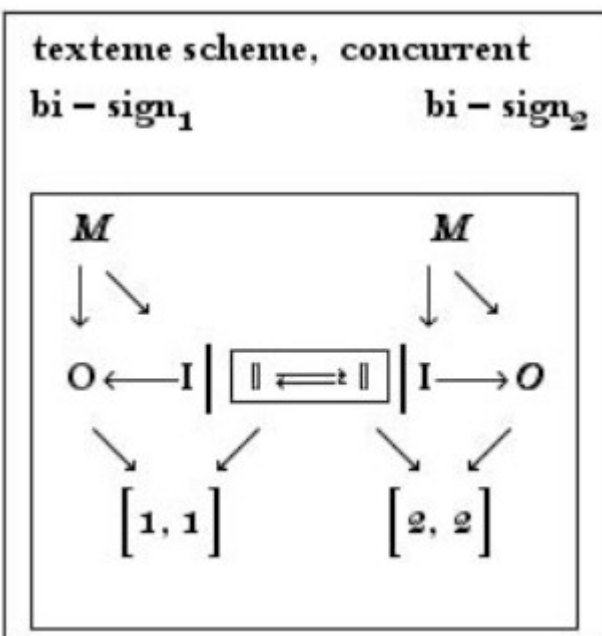 texteme scheme, concurrent
bi – sign₁ bi – sign₂
M M
O ← I | 𝕀 ⇌ 𝕀 | I → O
[1, 1] [2, 2]